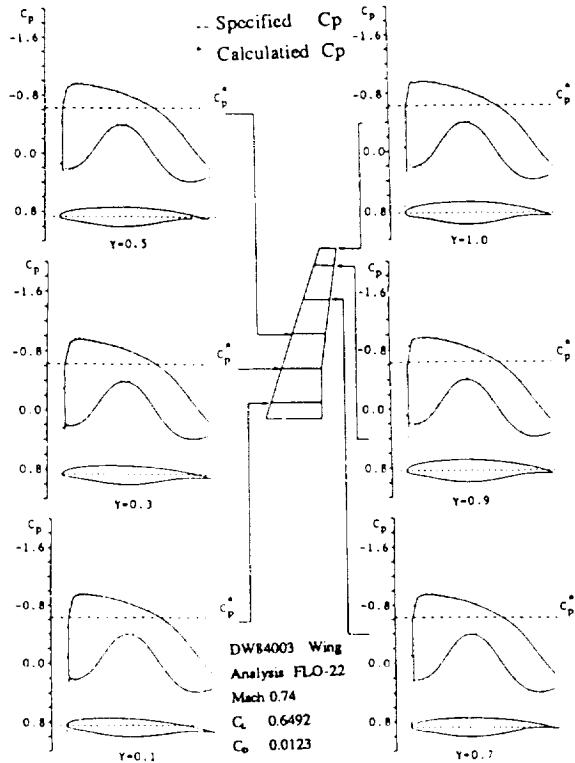 -- Specified Cp
* Calculatied Cp
Cp
-1.6
-0.8
0.0
0.8
Cp*
Y=0.5
Cp
-1.6
-0.8
0.0
0.8
Cp*
Y=1.0
Cp
-1.6
-0.8
0.0
0.8
Cp*
Y=0.3
Cp
-1.6
-0.8
0.0
0.8
Cp*
Y=0.9
Cp
-1.6
-0.8
0.0
0.8
Cp*
Y=0.1
DW84003 Wing
Analysis FLO-22
Mach 0.74
CL 0.6492
CD 0.0123
Cp
-1.6
-0.8
0.0
0.8
Cp*
Y=0.7